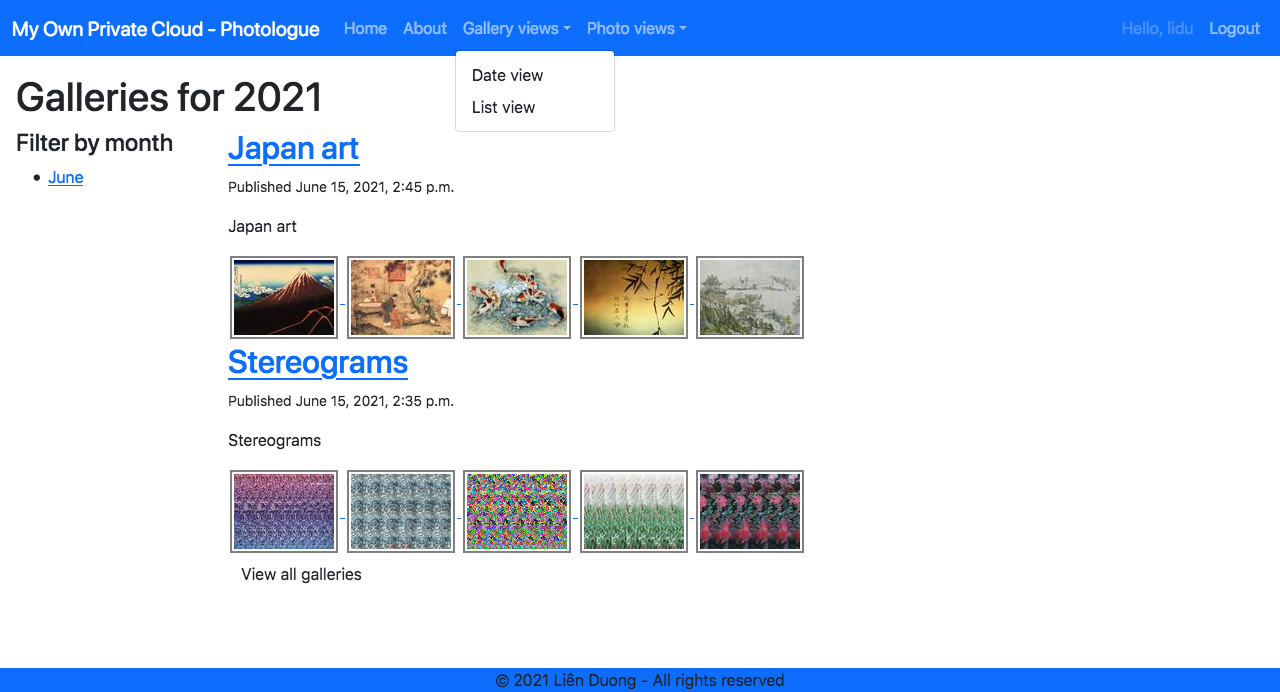 My Own Private Cloud - Photologue Home About Gallery views Photo views Hello, lidu Logout
Date view
List view
Galleries for 2021
Filter by month
June
Japan art
Published June 15, 2021, 2:45 p.m.
Japan art
Stereograms
Published June 15, 2021, 2:35 p.m.
Stereograms
View all galleries
© 2021 Liên Duong - All rights reserved